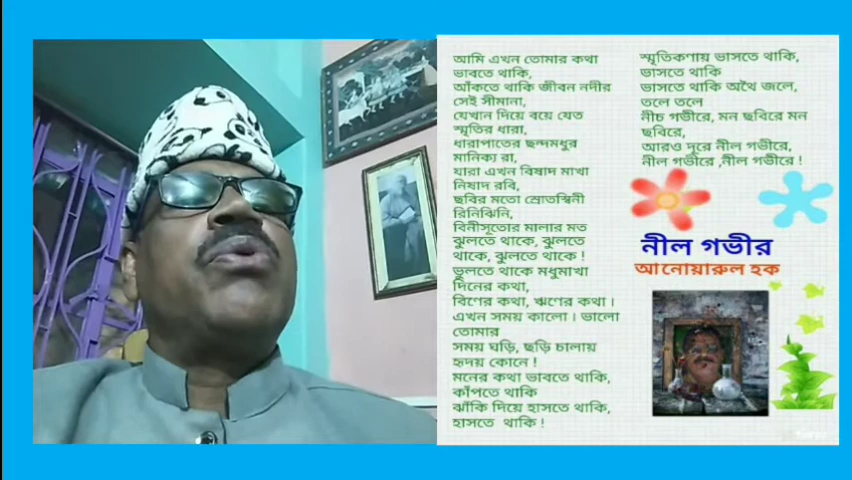 আমি এখন তোমার কথা
ভাবতে থাকি,
আঁকতে থাকি জীবন নদীর
সেই সীমানা,
যেখান দিয়ে বয়ে যেত
স্মৃতির ধারা,
ধারাপাতের ছন্দমধুর
মানিক্য রা,
যারা এখন বিষাদ মাখা
নিষাদ রবি,
ছবির মতো স্রোতস্বিনী
রিনিঝিনি,
বিনীসূতোর মালার মত
ঝুলতে থাকে, ঝুলতে
থাকে, ঝুলতে থাকে !
ভুলতে থাকে মধুমাখা
দিনের কথা,
বিণের কথা, ঋণের কথা ।
এখন সময় কালো । ভালো
তোমার
সময় ঘড়ি, ছড়ি চালায়
হৃদয় কোনে !
মনের কথা ভাবতে থাকি,
কাঁপতে থাকি
ঝাঁকি দিয়ে হাসতে থাকি,
হাসতে থাকি !
স্মৃতিকণায় ভাসতে থাকি,
ভাসতে থাকি
ভাসতে থাকি অথৈ জলে,
তলে তলে
নীচ গভীরে, মন ছবিরে মন
ছবিরে,
আরও দূরে নীল গভীরে,
নীল গভীরে ,নীল গভীরে !
নীল গভীর
আনোয়ারুল হক